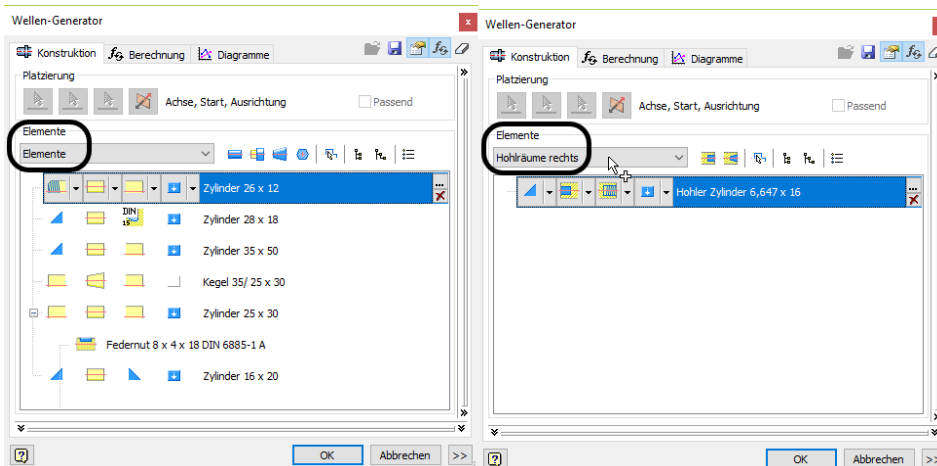 Wellen-Generator
Konstruktion fG Berechnung Diagramme
Platzierung
Achse, Start, Ausrichtung Passend
Elemente
Elemente
Zylinder 26 x 12
DIN
Zylinder 28 x 18
Zylinder 35 x 50
Kegel 35/ 25 x 30
Zylinder 25 x 30
Federnut 8 x 4 x 18 DIN 6885-1 A
Zylinder 16 x 20
OK Abbrechen >>
Wellen-Generator
Konstruktion fG Berechnung Diagramme
Platzierung
Achse, Start, Ausrichtung Passend
Elemente
Hohlräume rechts
Hohler Zylinder 6,647 x 16
OK Abbrechen >>